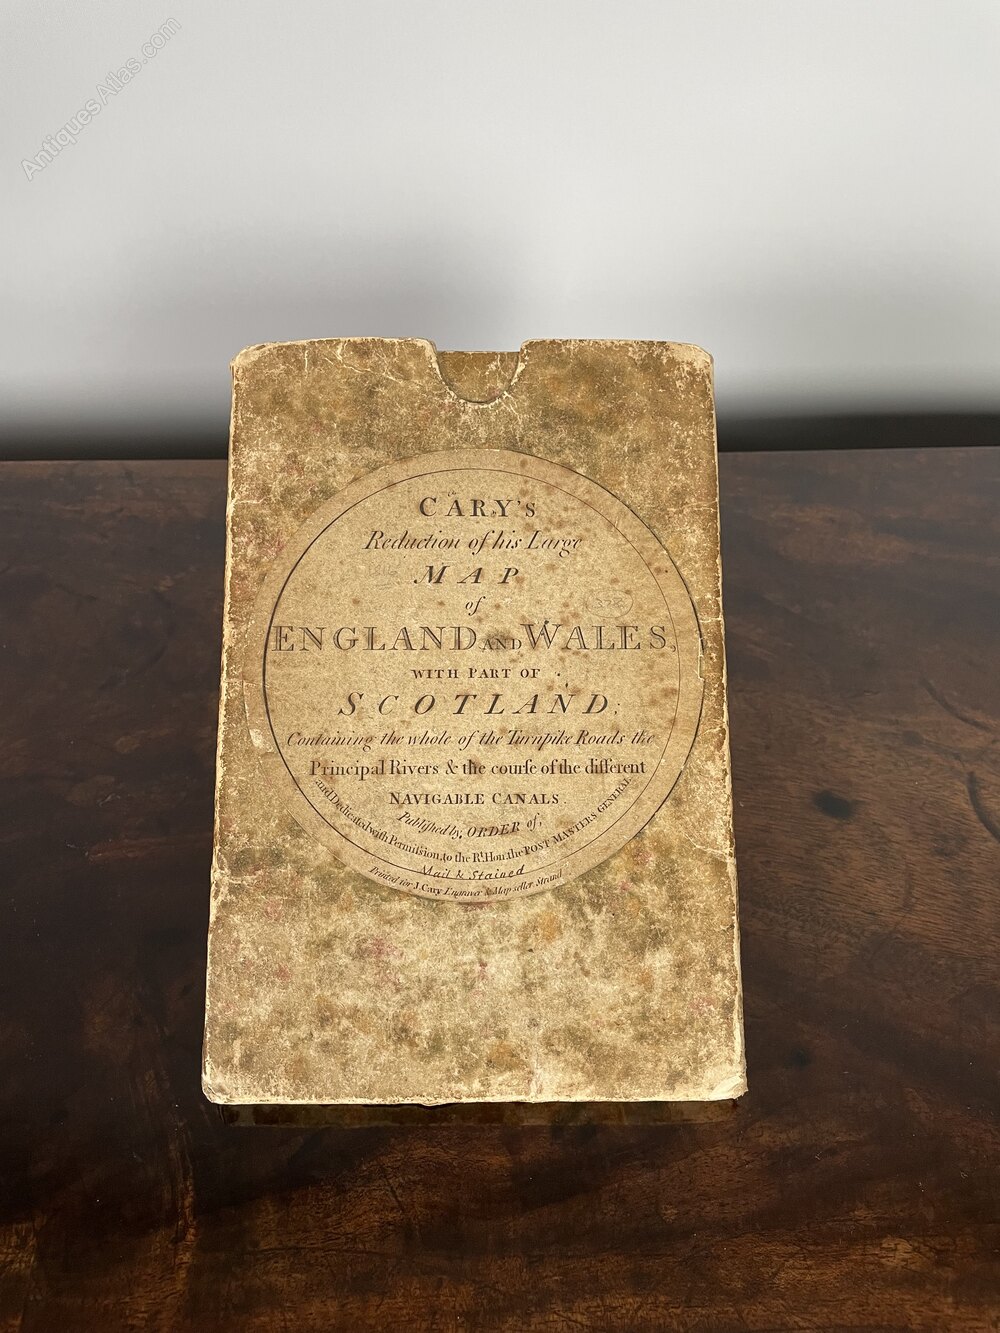 AntiquesAtlas.com
CARY'S
Reduction of his Large
MAP
of
ENGLAND AND WALES,
WITH PART OF
SCOTLAND;
Containing the whole of the Turnpike Roads the
Principal Rivers & the courſe of the different
NAVIGABLE CANALS.
Publiſhed by, ORDER of,
and Dedicated with Permiſsion, to the Rt. Hon. the POST MASTERS GENERAL
Mail & Stained
Printed for J. Cary Engraver & Map seller Strand